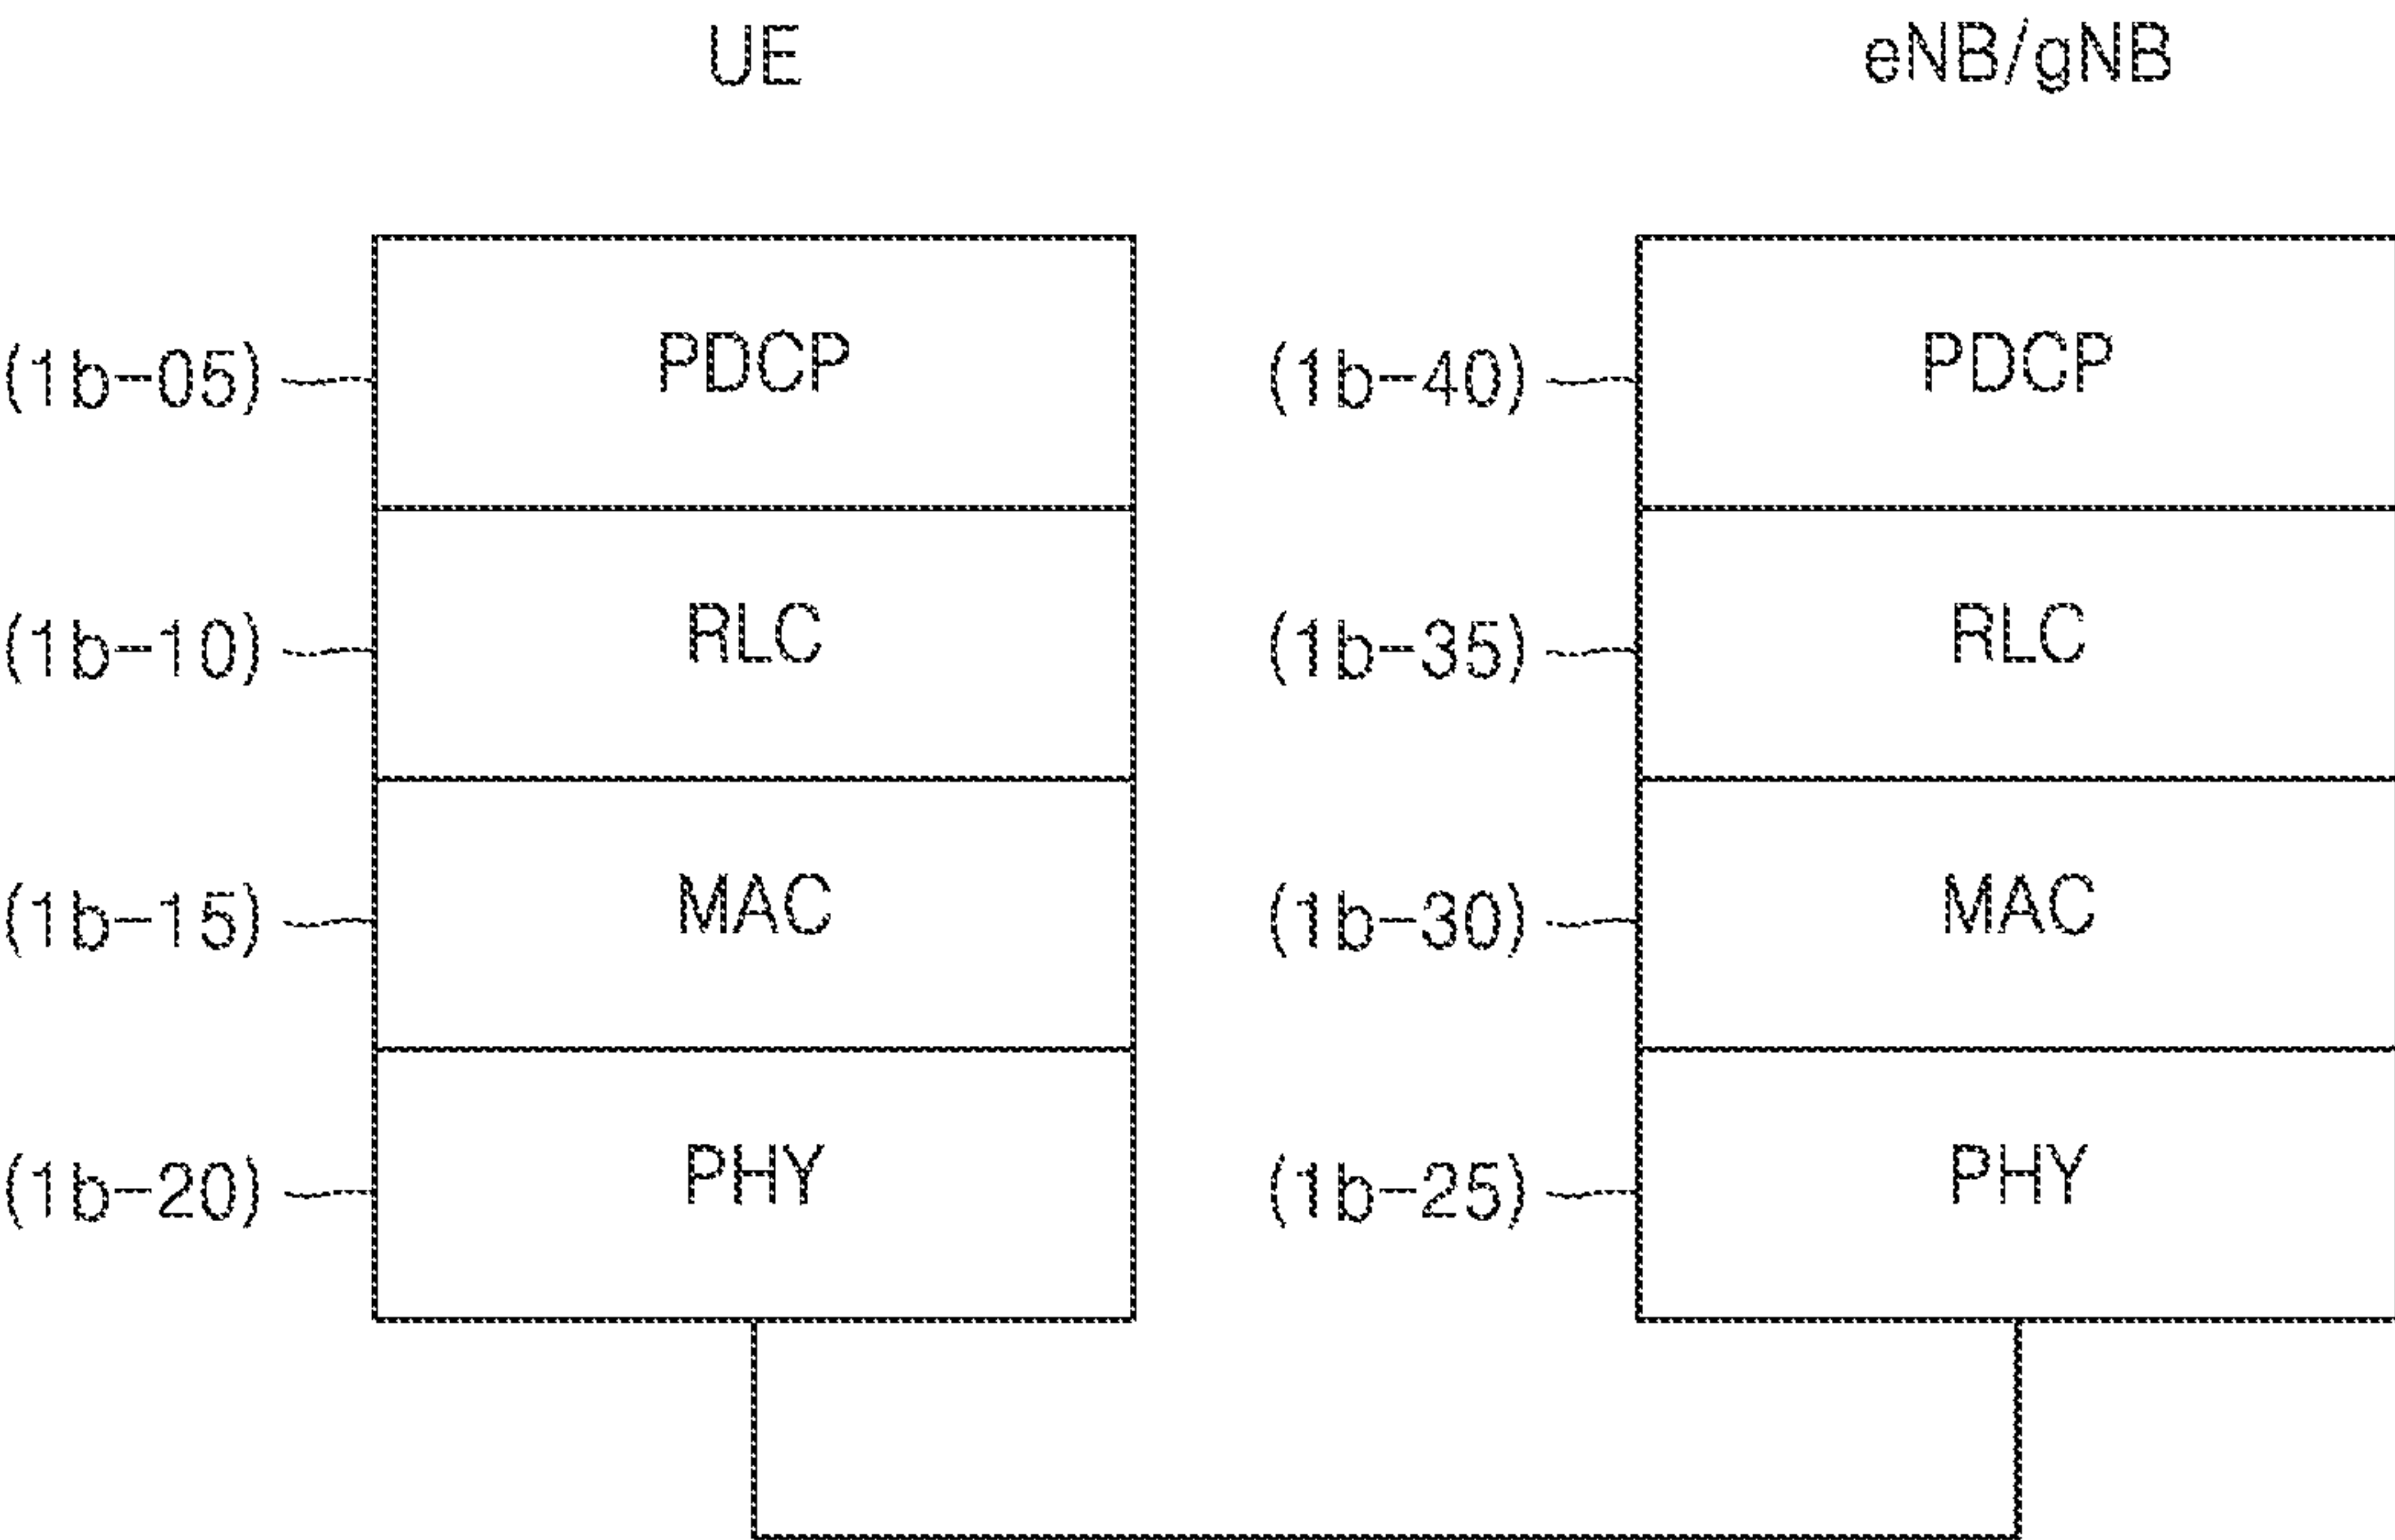 UE eNB/gNB
(1b-05) PDCP (1b-40) PDCP
(1b-10) RLC (1b-35) RLC
(1b-15) MAC (1b-30) MAC
(1b-20) PHY (1b-25) PHY